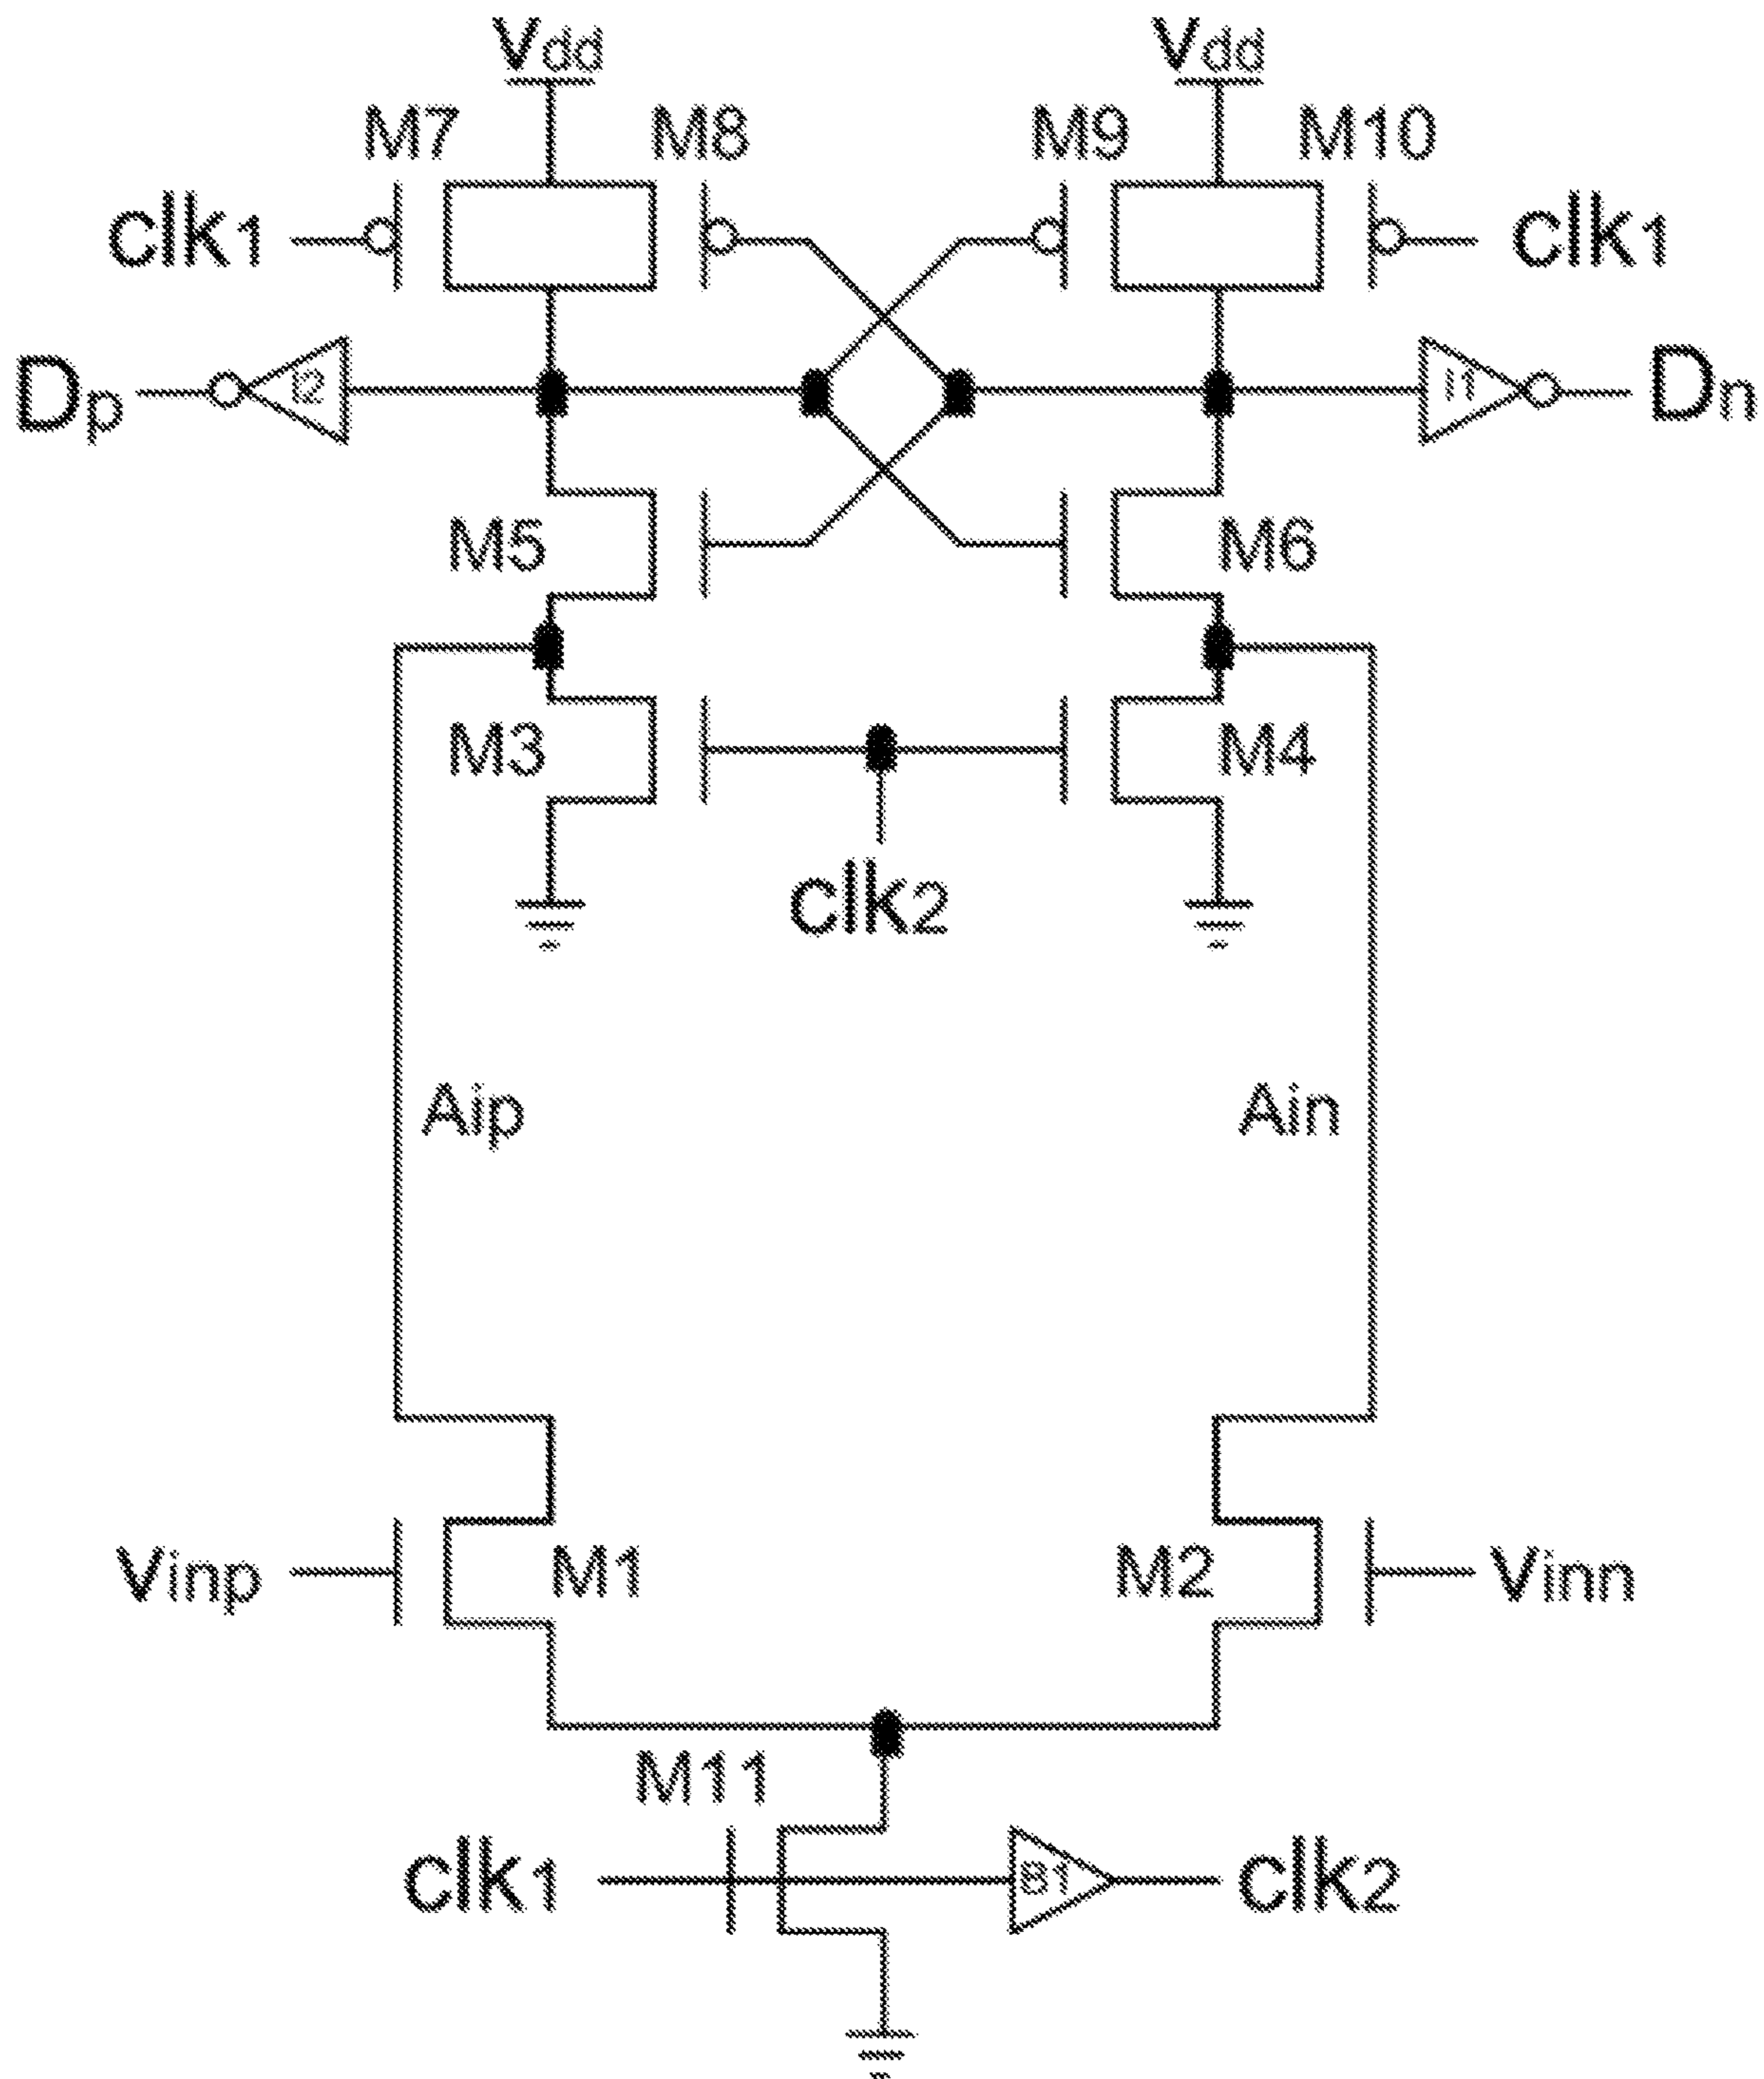 Vdd Vdd
M7 M8 M9 M10
clk1 clk1
Dp I2 I1 Dn
M5 M6
M3 M4
clk2
Aip Ain
Vinp M1 M2 Vinn
M11
clk1 B1 clk2